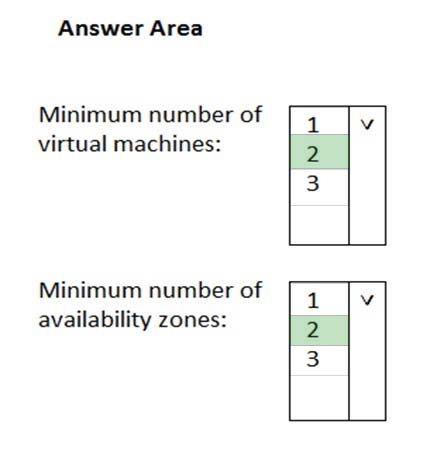 Answer Area
Minimum number of
virtual machines:
1
2
3
Minimum number of
availability zones:
1
2
3